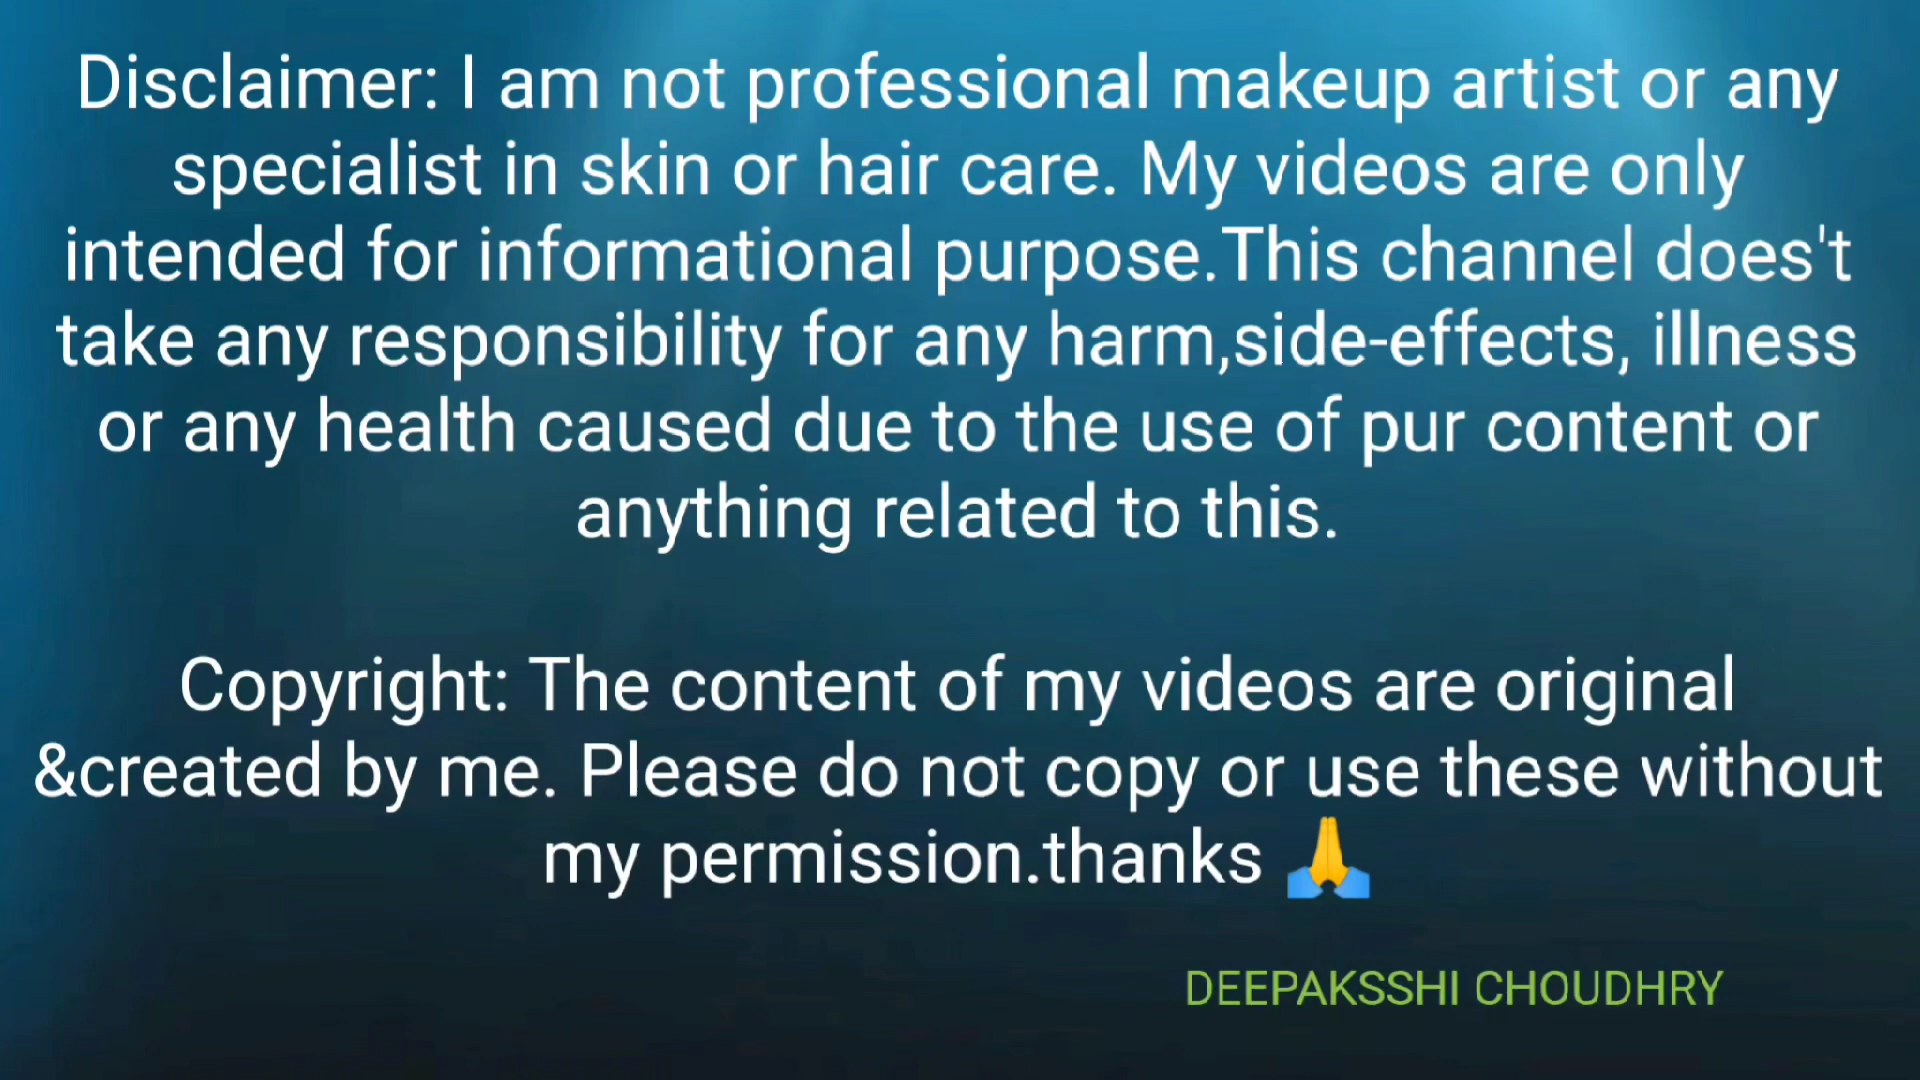 Disclaimer: I am not professional makeup artist or any
specialist in skin or hair care. My videos are only
intended for informational purpose.This channel does't
take any responsibility for any harm,side-effects, illness
or any health caused due to the use of pur content or
anything related to this.
Copyright: The content of my videos are original
&created by me. Please do not copy or use these without
my permission.thanks 🙏
DEEPAKSSHI CHOUDHRY